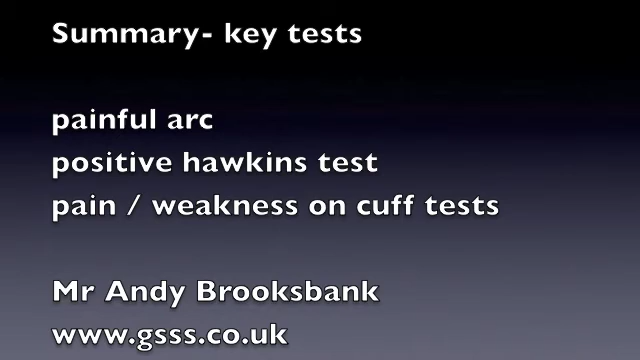 Summary- key tests
painful arc
positive hawkins test
pain / weakness on cuff tests
Mr Andy Brooksbank
www.gsss.co.uk